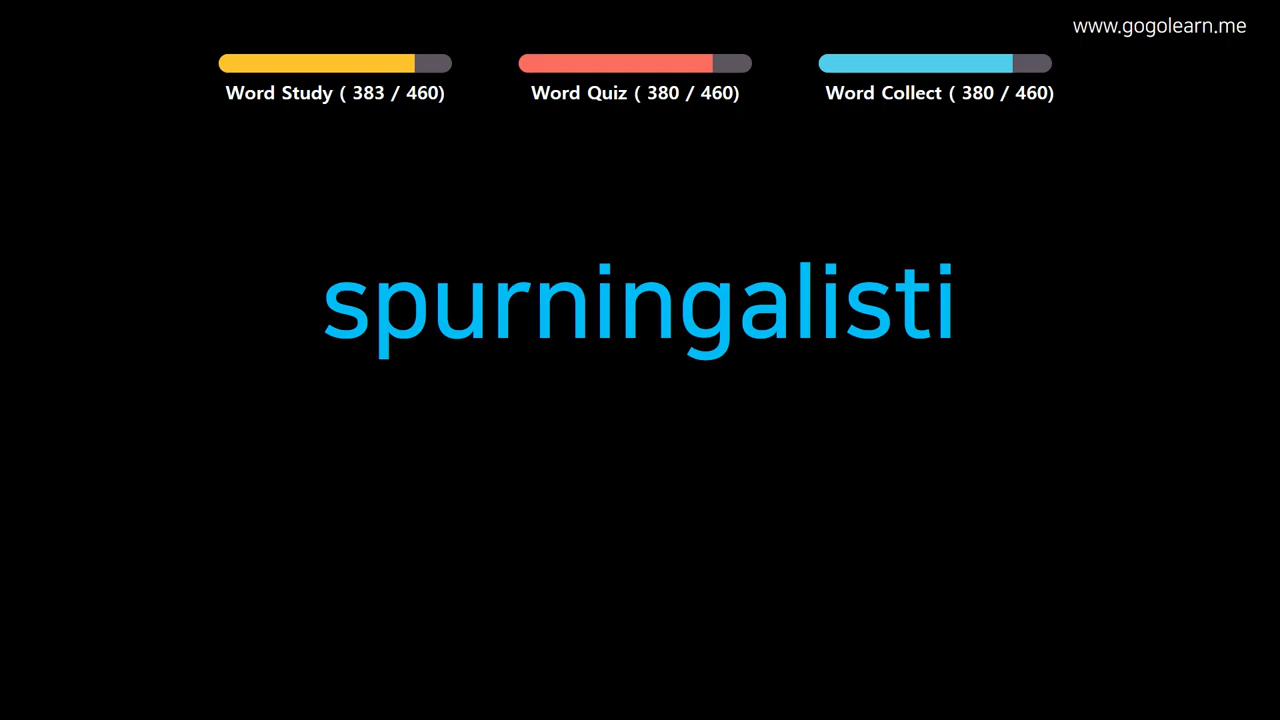 www.gogolearn.me
Word Study ( 383 / 460)
Word Quiz ( 380 / 460)
Word Collect ( 380 / 460)
spurningalisti